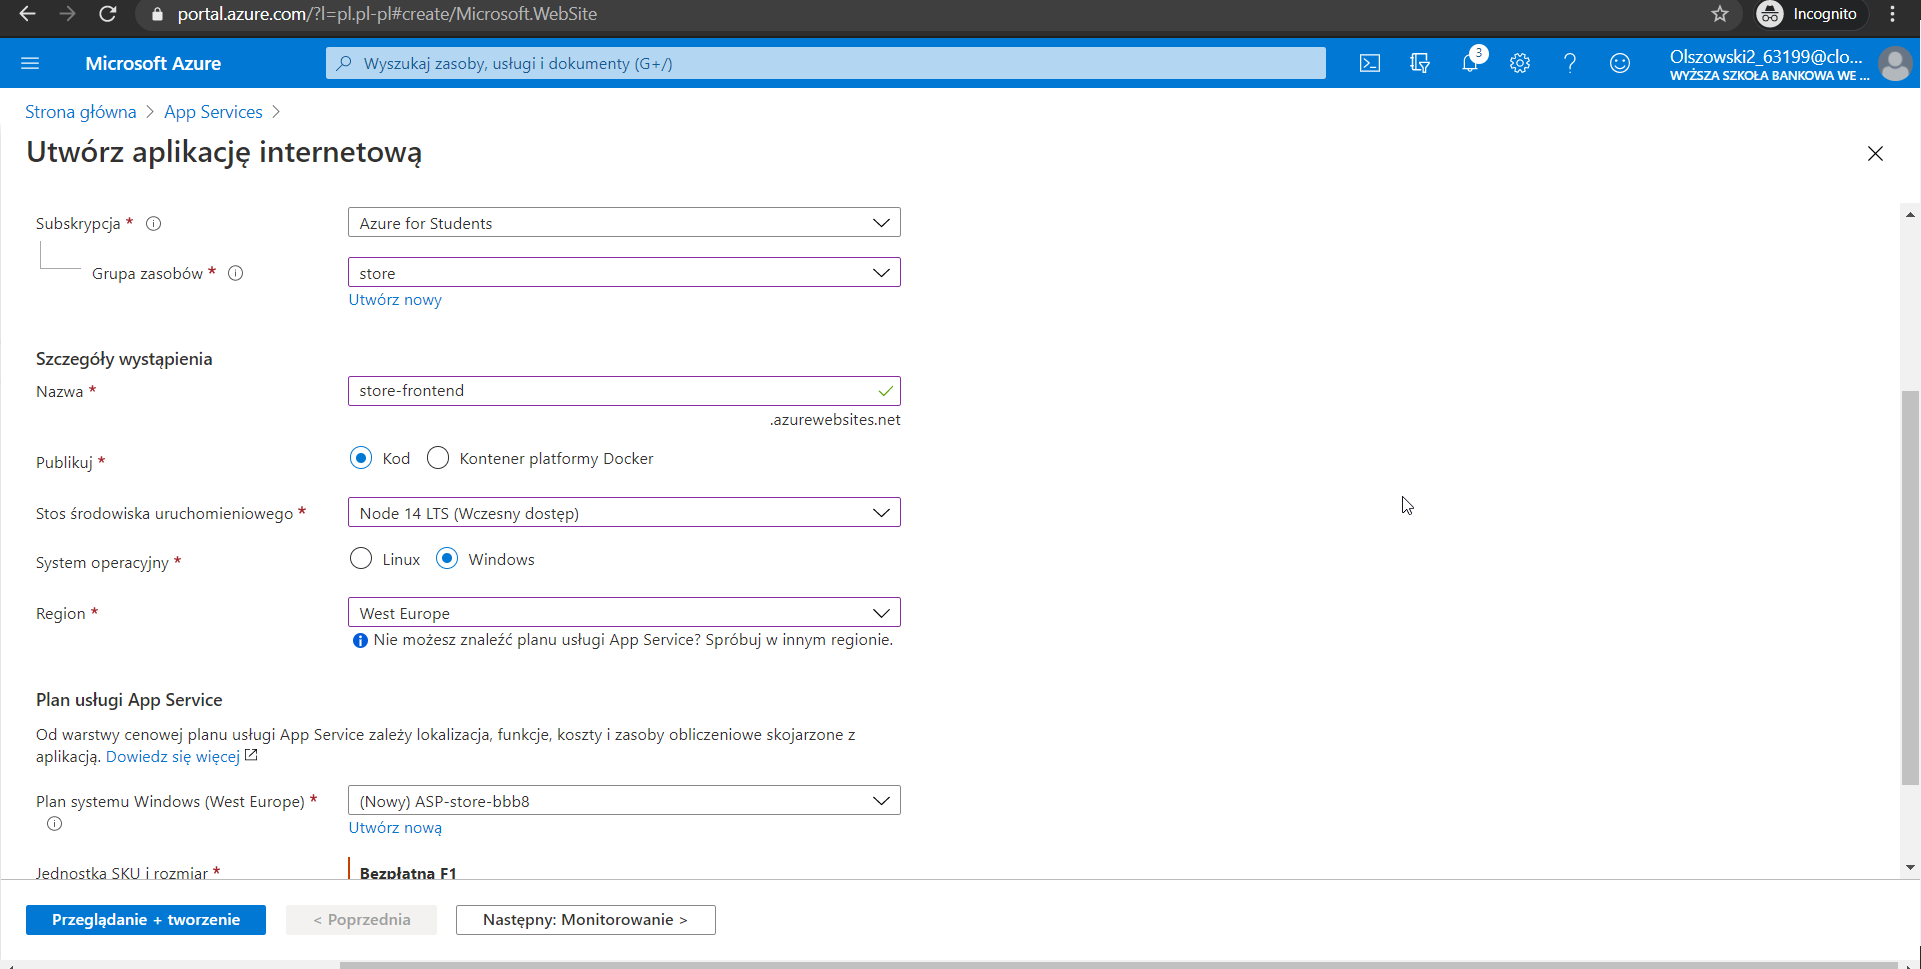 portal.azure.com/?l=pl.pl-pl#create/Microsoft.WebSite
Incognito
Microsoft Azure
Wyszukaj zasoby, usługi i dokumenty (G+/)
3
Olszowski2_63199@clo...
WYŻSZA SZKOŁA BANKOWA WE ...
Strona główna > App Services >
Utwórz aplikację internetową
Subskrypcja *
Azure for Students
Grupa zasobów *
store
Utwórz nowy
Szczegóły wystąpienia
Nazwa *
store-frontend
.azurewebsites.net
Publikuj *
Kod Kontener platformy Docker
Stos środowiska uruchomieniowego *
Node 14 LTS (Wczesny dostęp)
System operacyjny *
Linux Windows
Region *
West Europe
Nie możesz znaleźć planu usługi App Service? Spróbuj w innym regionie.
Plan usługi App Service
Od warstwy cenowej planu usługi App Service zależy lokalizacja, funkcje, koszty i zasoby obliczeniowe skojarzone z
aplikacją. Dowiedz się więcej
Plan systemu Windows (West Europe) *
(Nowy) ASP-store-bbb8
Utwórz nową
Jednostka SKU i rozmiar *
Bezpłatna F1
Przeglądanie + tworzenie
< Poprzednia
Następny: Monitorowanie >